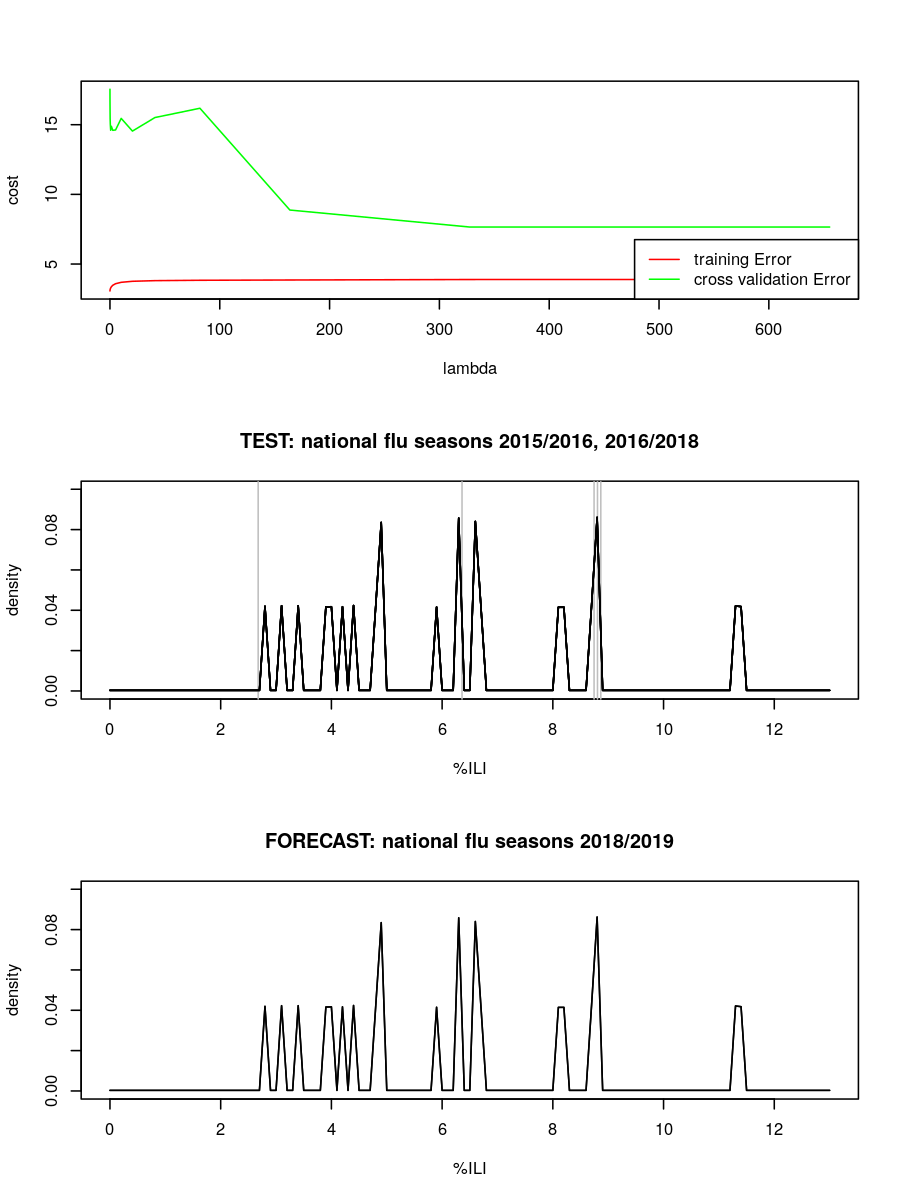 15
10
5
cost
training Error
cross validation Error
0 100 200 300 400 500 600
lambda
TEST: national flu seasons 2015/2016, 2016/2018
0.08
0.04
0.00
density
0 2 4 6 8 10 12
%ILI
FORECAST: national flu seasons 2018/2019
0.08
0.04
0.00
density
0 2 4 6 8 10 12
%ILI